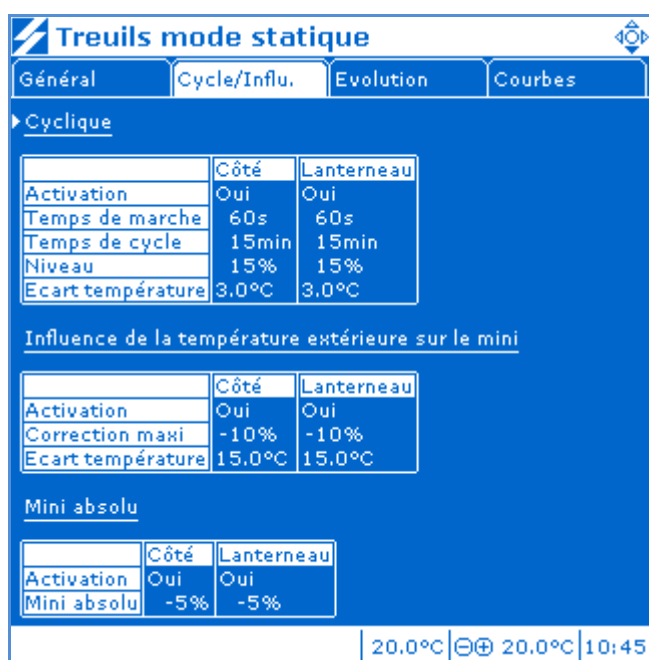 Treuils mode statique
Général Cycle/Influ. Evolution Courbes
Cyclique
Côté Lanterneau
Activation Oui Oui
Temps de marche 60s 60s
Temps de cycle 15min 15min
Niveau 15% 15%
Ecart température 3.0°C 3.0°C
Influence de la température extérieure sur le mini
Côté Lanterneau
Activation Oui Oui
Correction maxi -10% -10%
Ecart température 15.0°C 15.0°C
Mini absolu
Côté Lanterneau
Activation Oui Oui
Mini absolu -5% -5%
20.0°C 20.0°C 10:45